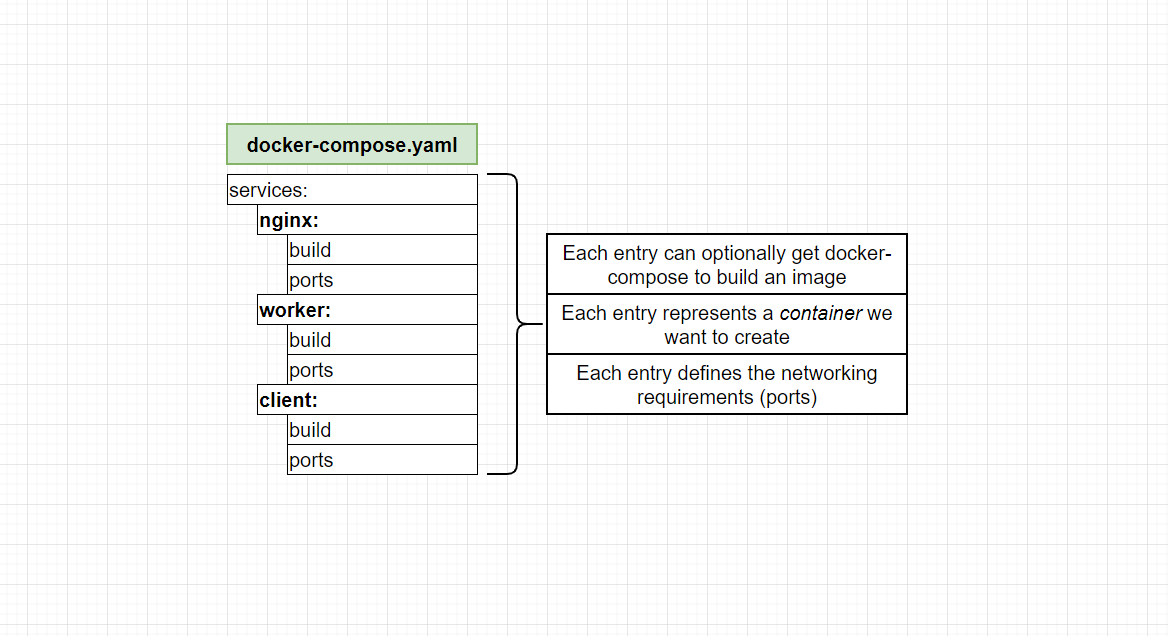 docker-compose.yaml
services:
nginx:
build
ports
worker:
build
ports
client:
build
ports
Each entry can optionally get docker-
compose to build an image
Each entry represents a container we
want to create
Each entry defines the networking
requirements (ports)